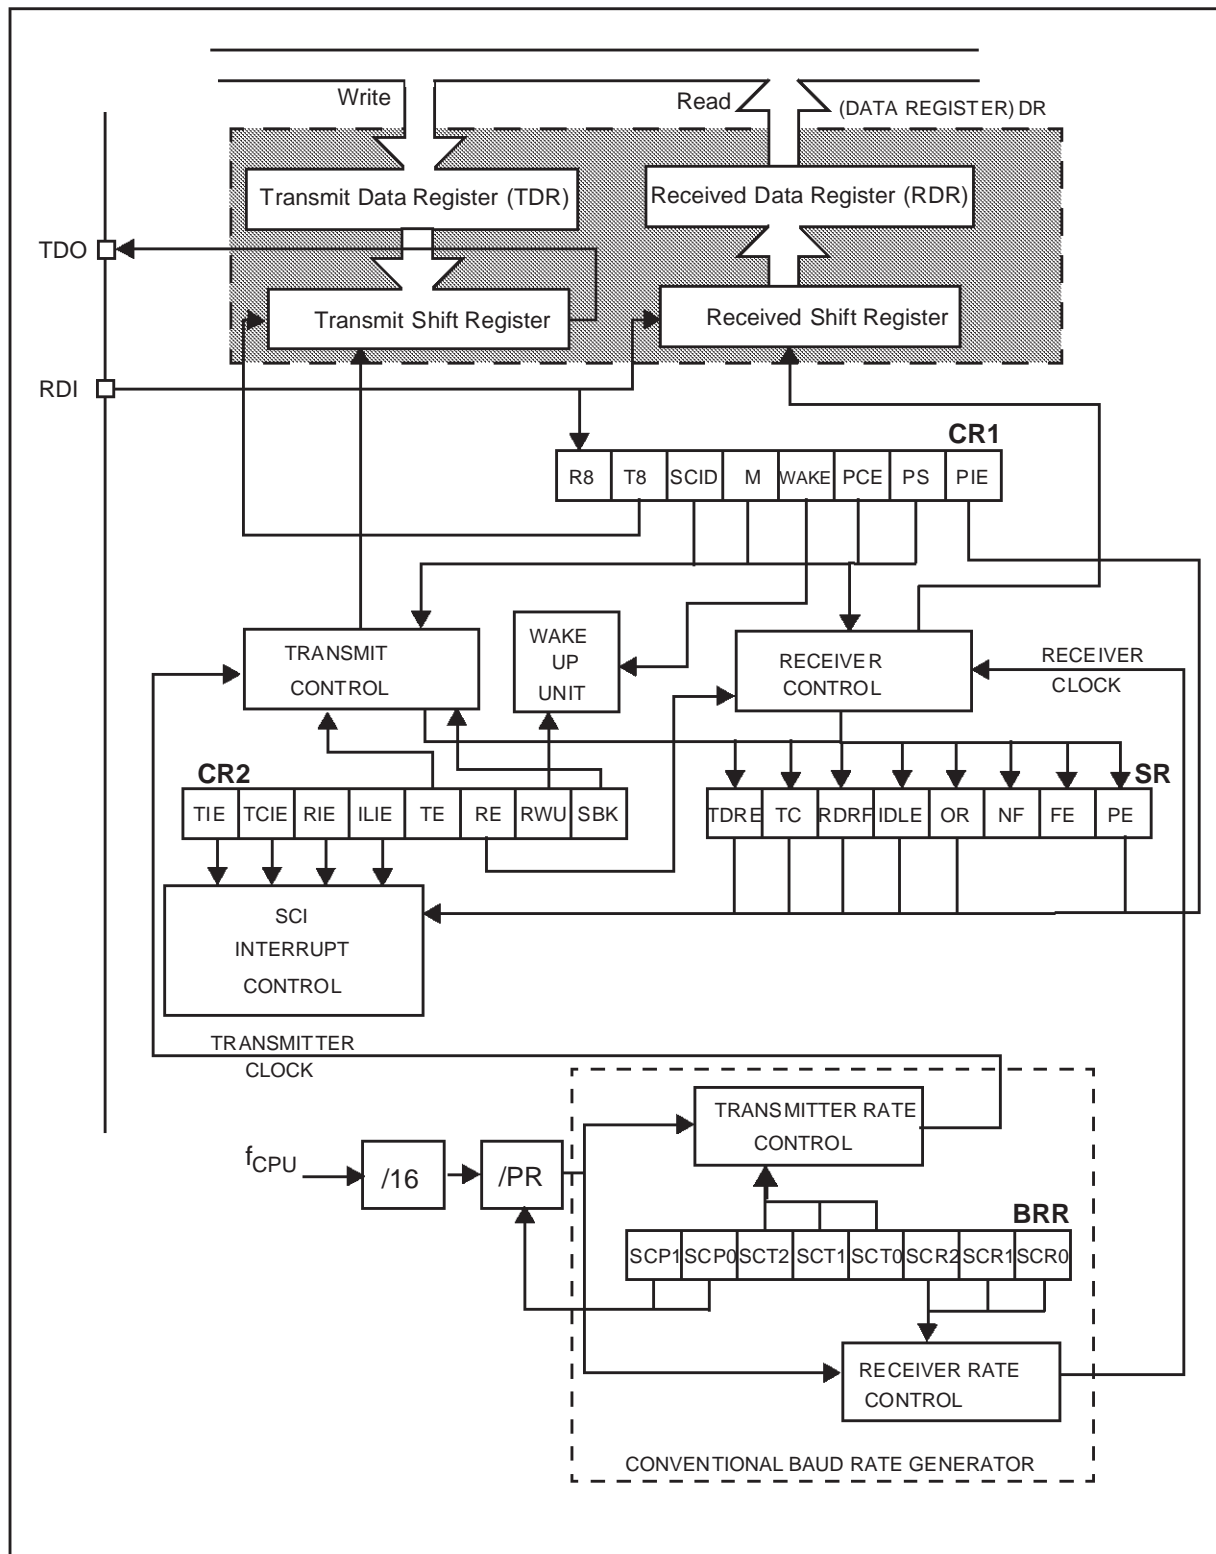 Write
Read
(DATA REGISTER) DR
Transmit Data Register (TDR)
Received Data Register (RDR)
TDO
Transmit Shift Register
Received Shift Register
RDI
CR1
R8 T8 SCID M WAKE PCE PS PIE
TRANSMIT
CONTROL
WAKE
UP
UNIT
RECEIVER
CONTROL
RECEIVER
CLOCK
CR2
SR
TIE TCIE RIE ILIE TE RE RWU SBK
TDRE TC RDRF IDLE OR NF FE PE
SCI
INTERRUPT
CONTROL
TRANSMITTER
CLOCK
TRANSMITTER RATE
CONTROL
fCPU
/16
/PR
BRR
SCP1 SCP0 SCT2 SCT1 SCT0 SCR2 SCR1 SCR0
RECEIVER RATE
CONTROL
CONVENTIONAL BAUD RATE GENERATOR